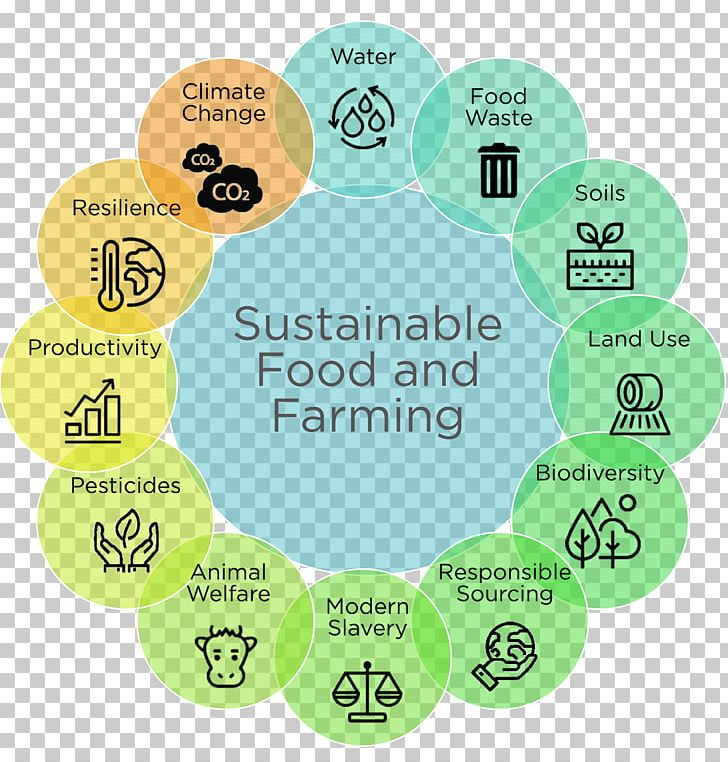 Sustainable
Food and
Farming
Water
Food
Waste
Soils
Land Use
Biodiversity
Responsible
Sourcing
Modern
Slavery
Animal
Welfare
Pesticides
Productivity
Resilience
Climate
Change
CO2
CO2